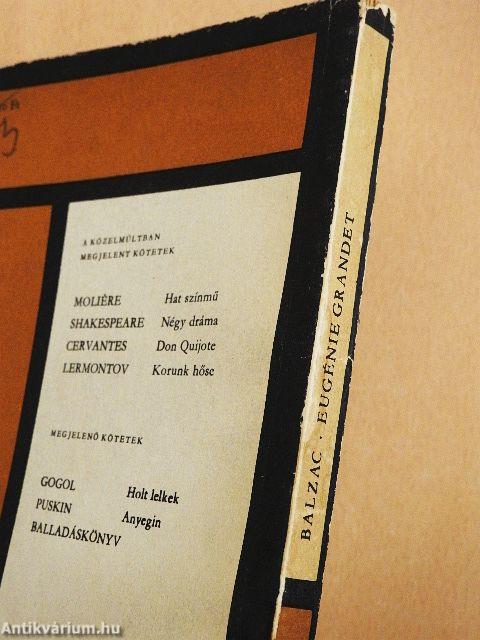 A KÖZELMÚLTBAN
MEGJELENT KÖTETEK
MOLIÈRE Hat színmű
SHAKESPEARE Négy dráma
CERVANTES Don Quijote
LERMONTOV Korunk hőse
MEGJELENŐ KÖTETEK
GOGOL Holt lelkek
PUSKIN Anyegin
BALLADÁSKÖNYV
BALZAC · EUGÉNIE GRANDET
Antikvárium.hu